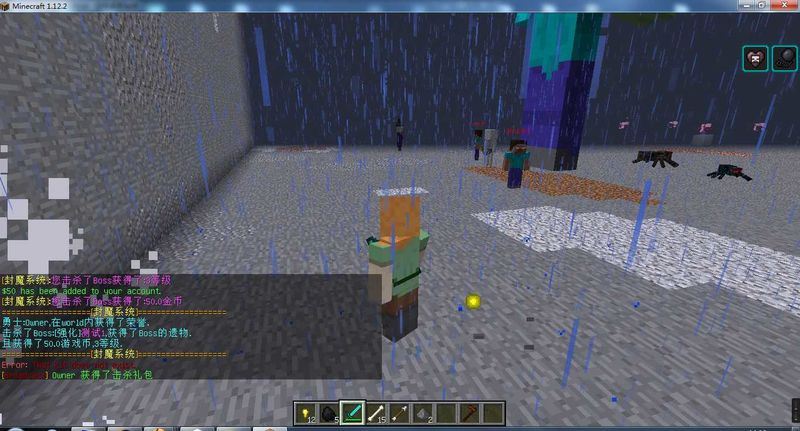 Minecraft 1.12.2
[封魔系统:您击杀了Boss获得了:3等级
$50 has been added to your account.
[封魔系统:您击杀了Boss获得了:50.0金币
[封魔系统]
勇士:Owner,在world内获得了荣誉.
击杀了Boss:[强化]测试1,获得了Boss的遗物.
且获得了50.0游戏币,3等级.
[封魔系统]
Error:
Owner 获得了击杀礼包
12
5
15
2